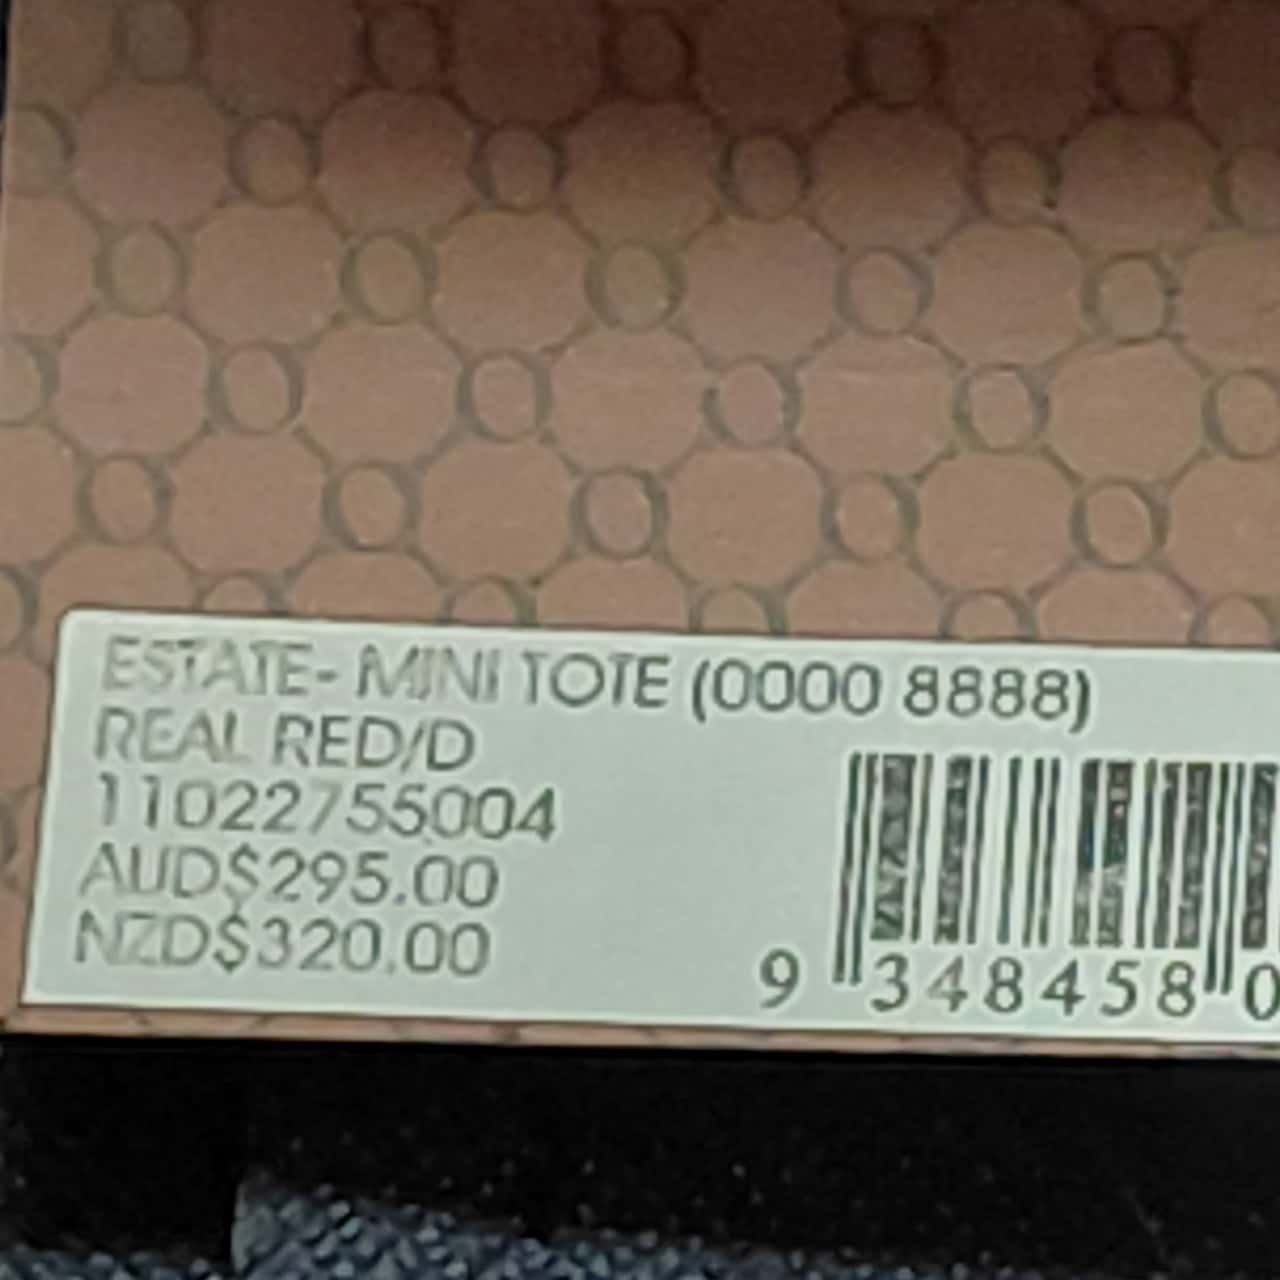 ESTATE- MINI TOTE (0000 8888)
REAL RED/D
11022755004
AUD$295.00
NZD$320.00
9 348458 0